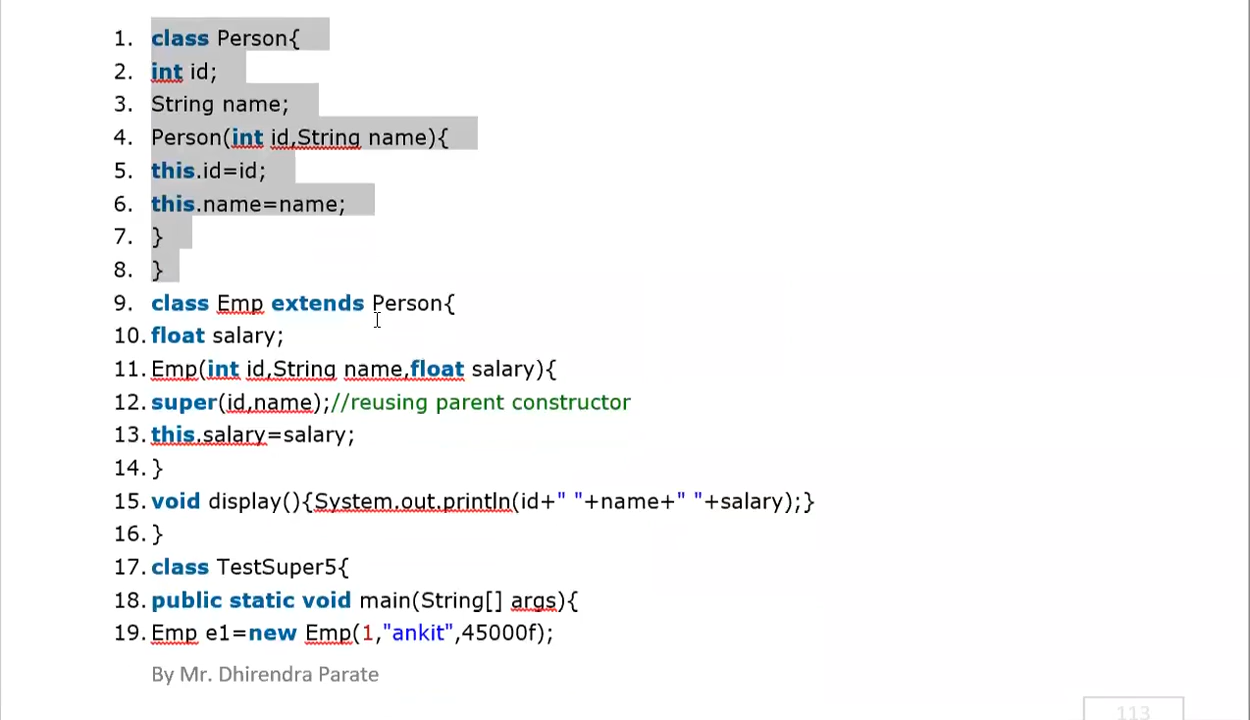 1. class Person{
2. int id;
3. String name;
4. Person(int id,String name){
5. this.id=id;
6. this.name=name;
7. }
8. }
9. class Emp extends Person{
10. float salary;
11. Emp(int id,String name,float salary){
12. super(id,name);//reusing parent constructor
13. this.salary=salary;
14. }
15. void display(){System.out.println(id+" "+name+" "+salary);}
16. }
17. class TestSuper5{
18. public static void main(String[] args){
19. Emp e1=new Emp(1,"ankit",45000f);
By Mr. Dhirendra Parate
113